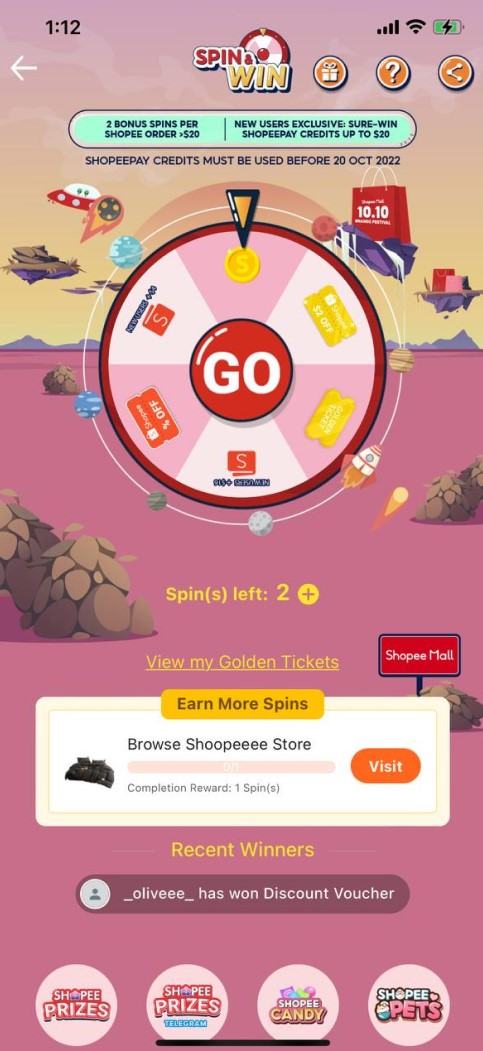 1:12
SPIN &
WIN
?
2 BONUS SPINS PER
SHOPEE ORDER >$20
NEW USERS EXCLUSIVE: SURE-WIN
SHOPEEPAY CREDITS UP TO $20
SHOPEEPAY CREDITS MUST BE USED BEFORE 20 OCT 2022
Shopee Mall
10.10
BRANDS FESTIVAL
S
S
Shopee
$2 OFF
GO
Shopee
% OFF
GOLDEN
TICKET
S
NEW USERS
Spin(s) left: 2 +
View my Golden Tickets
Shopee Mall
Earn More Spins
Browse Shoopeeee Store
0/1
Completion Reward: 1 Spin(s)
Visit
Recent Winners
_oliveee_ has won Discount Voucher
SHOPEE
PRIZES
SHOPEE
PRIZES
TELEGRAM
SHOPEE
CANDY
SHOPEE
PETS